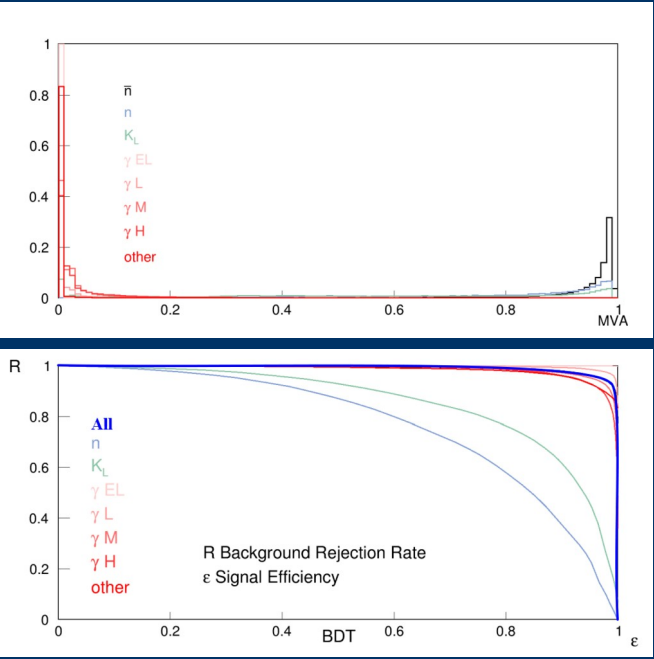 1
0.8
0.6
0.4
0.2
0
n̄
n
K_L
γ EL
γ L
γ M
γ H
other
0 0.2 0.4 0.6 0.8 1
MVA
R
1
0.8
0.6
0.4
0.2
0
All
n
K_L
γ EL
γ L
γ M
γ H
other
R Background Rejection Rate
ε Signal Efficiency
0 0.2 0.4 0.6 0.8 1
BDT ε